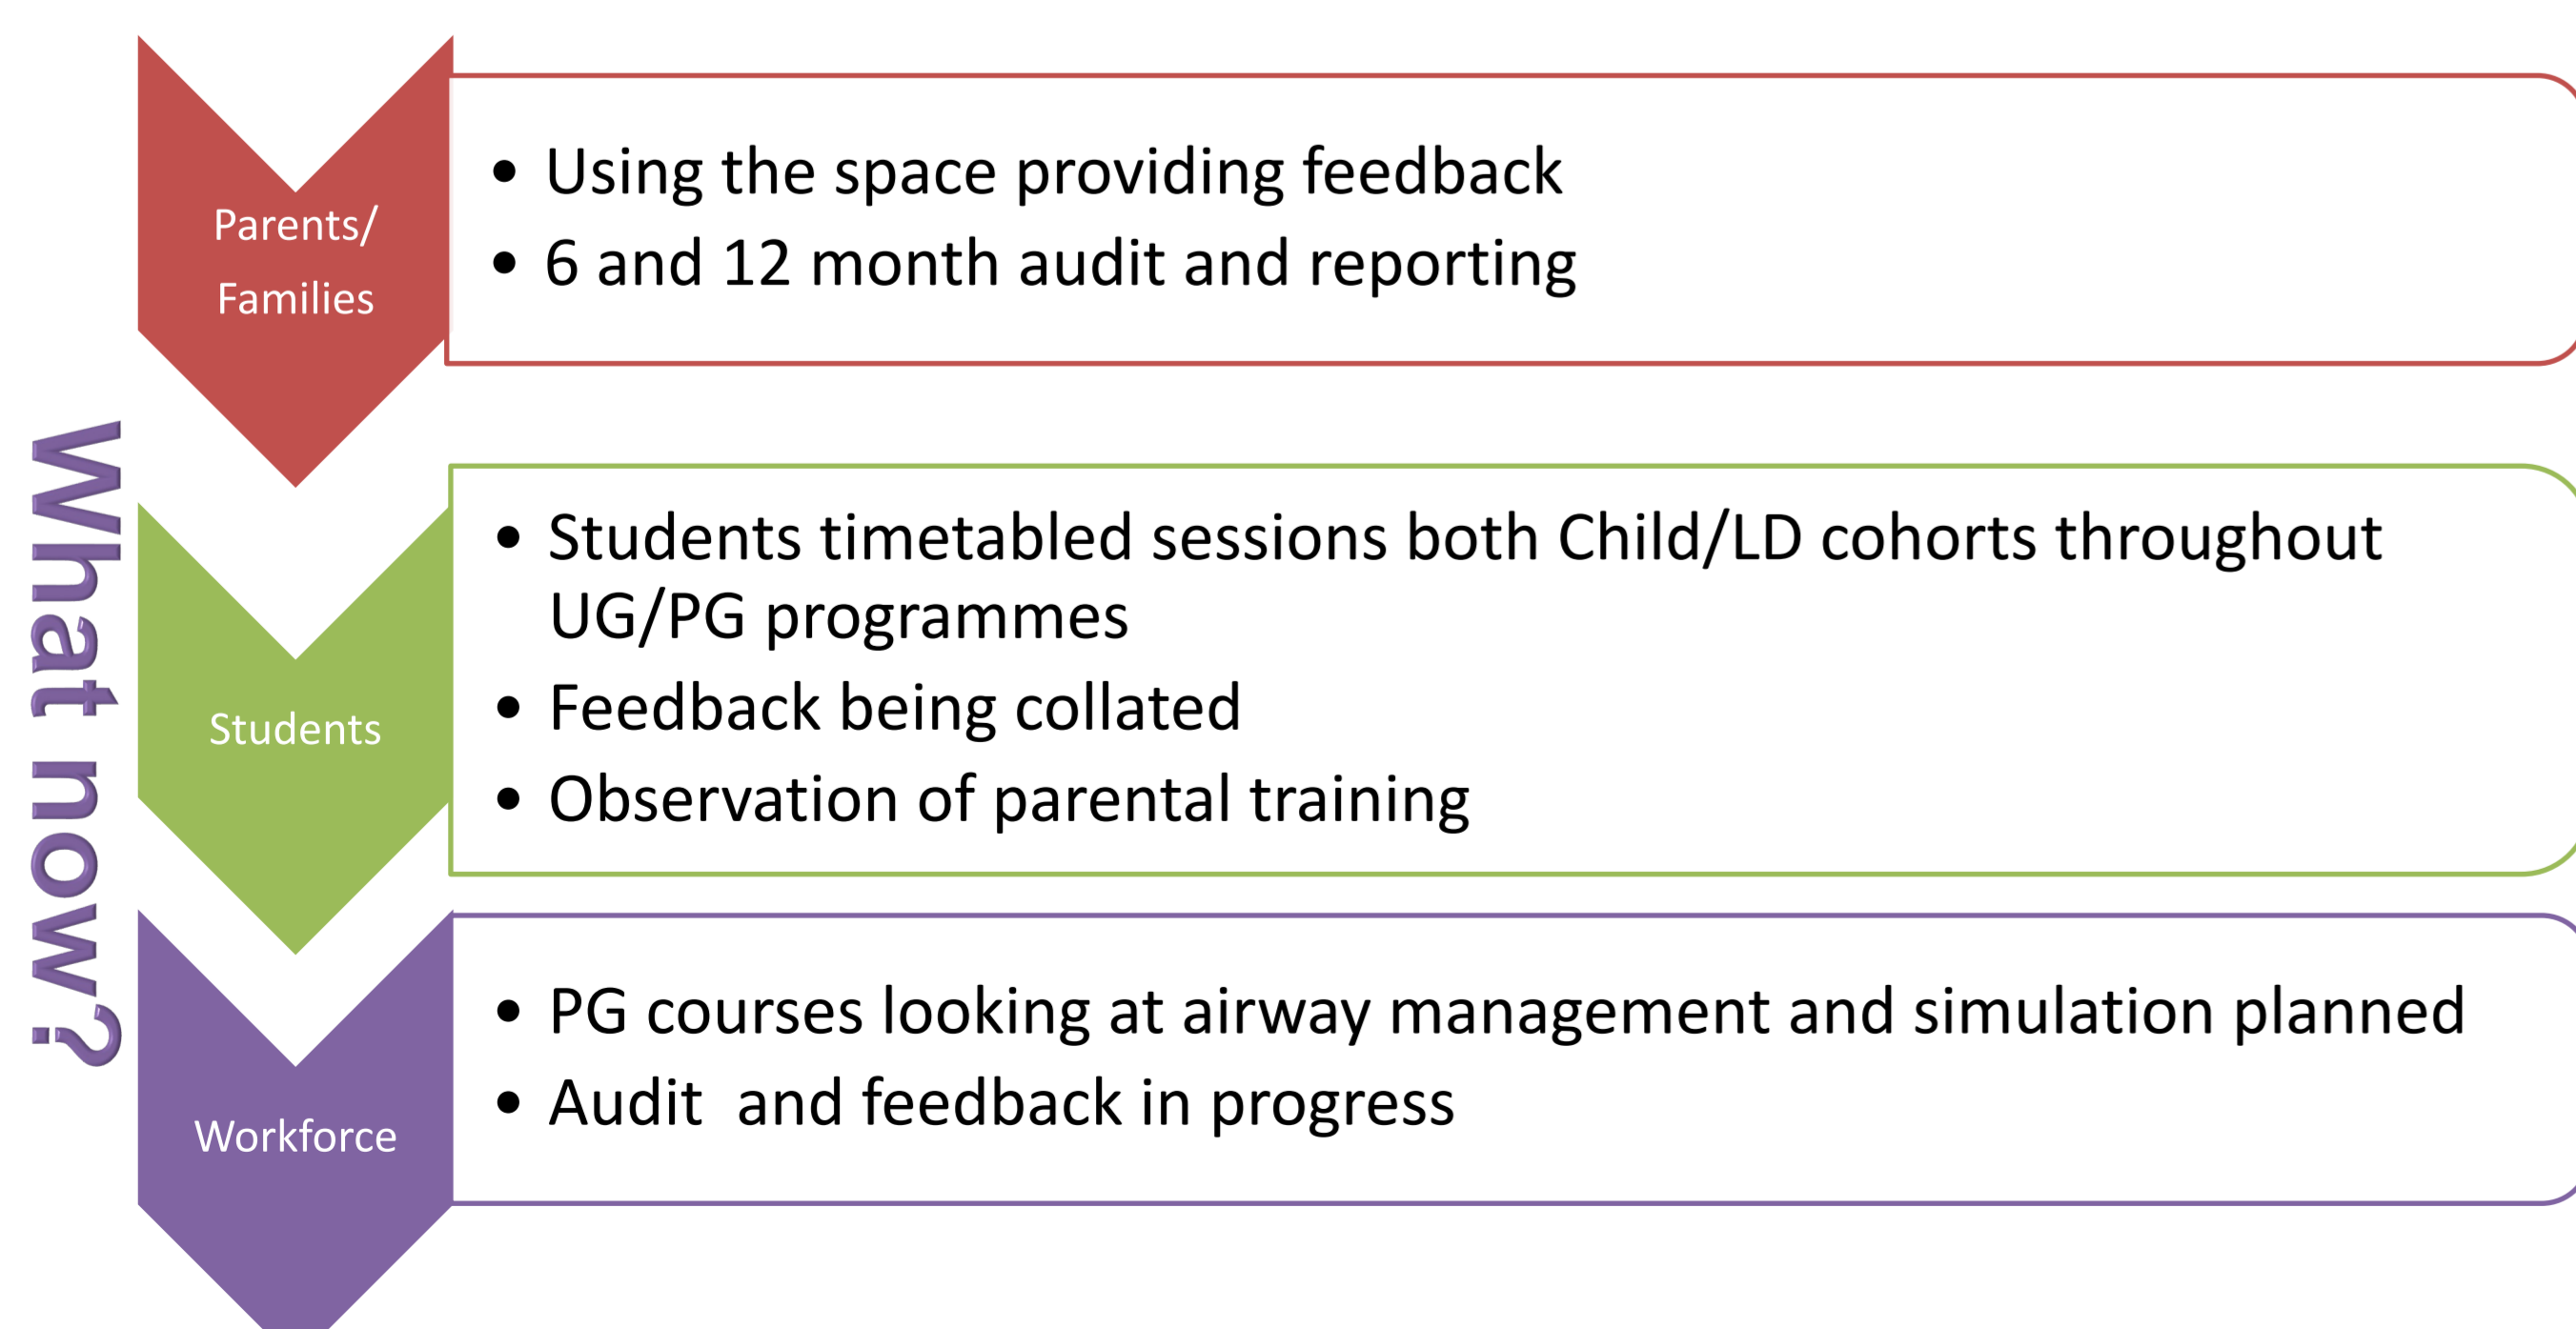 What now?
Parents/
Families
• Using the space providing feedback
• 6 and 12 month audit and reporting
Students
• Students timetabled sessions both Child/LD cohorts throughout
UG/PG programmes
• Feedback being collated
• Observation of parental training
Workforce
• PG courses looking at airway management and simulation planned
• Audit  and feedback in progress